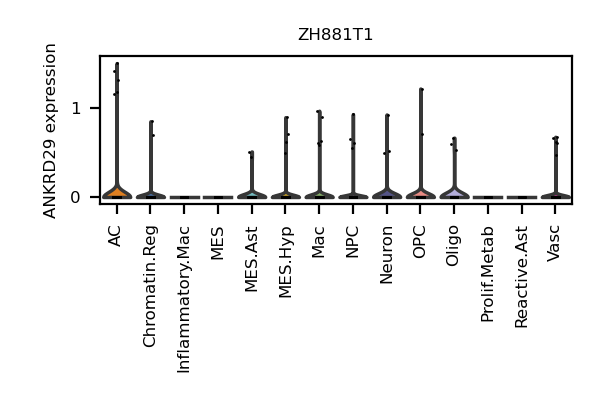 ZH881T1
ANKRD29 expression
1
0
AC
Chromatin.Reg
Inflammatory.Mac
MES
MES.Ast
MES.Hyp
Mac
NPC
Neuron
OPC
Oligo
Prolif.Metab
Reactive.Ast
Vasc